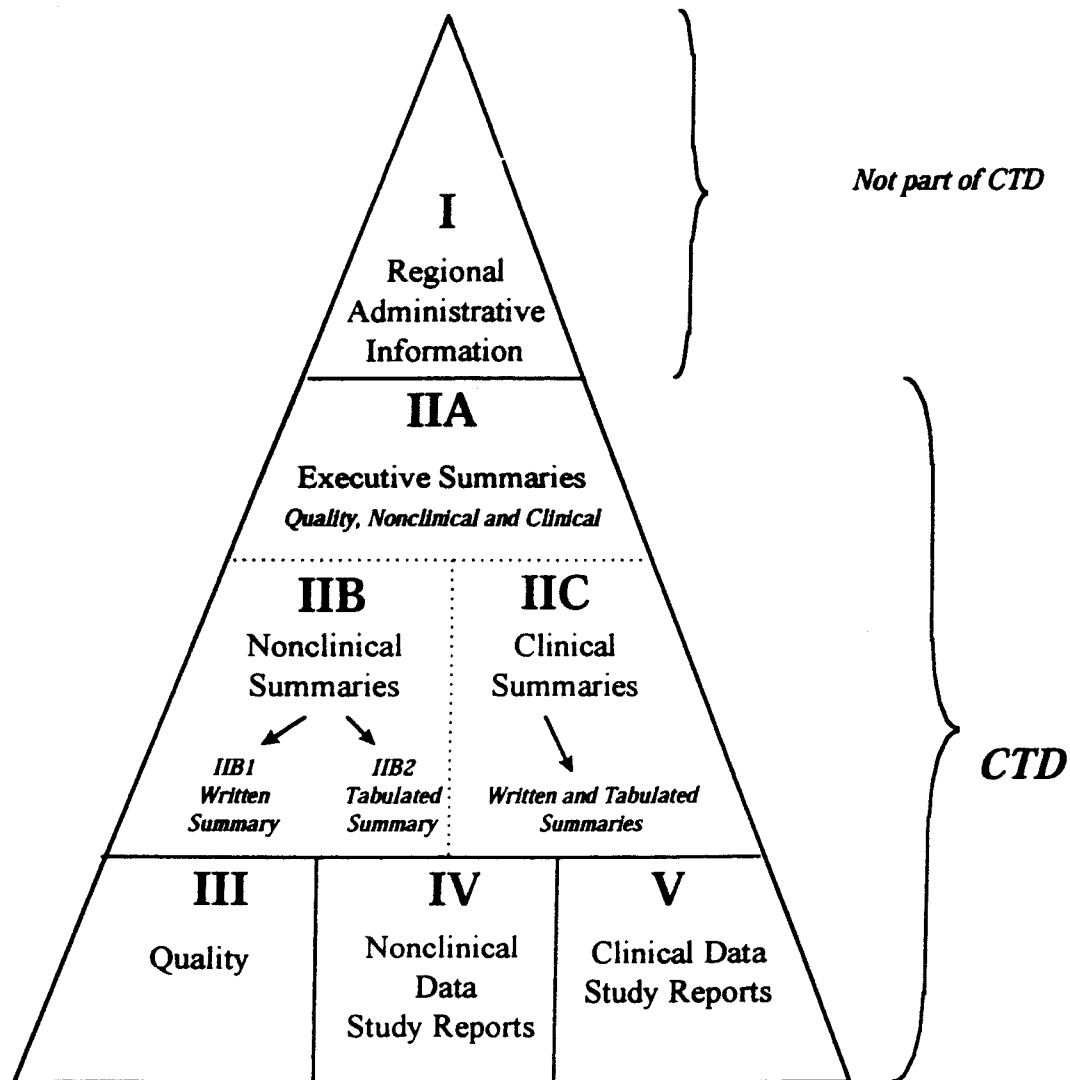 Not part of CTD
I
Regional
Administrative
Information
IIA
Executive Summaries
Quality, Nonclinical and Clinical
IIB
Nonclinical
Summaries
IIB1
Written
Summary
IIB2
Tabulated
Summary
IIC
Clinical
Summaries
Written and Tabulated
Summaries
CTD
III
Quality
IV
Nonclinical
Data
Study Reports
V
Clinical Data
Study Reports